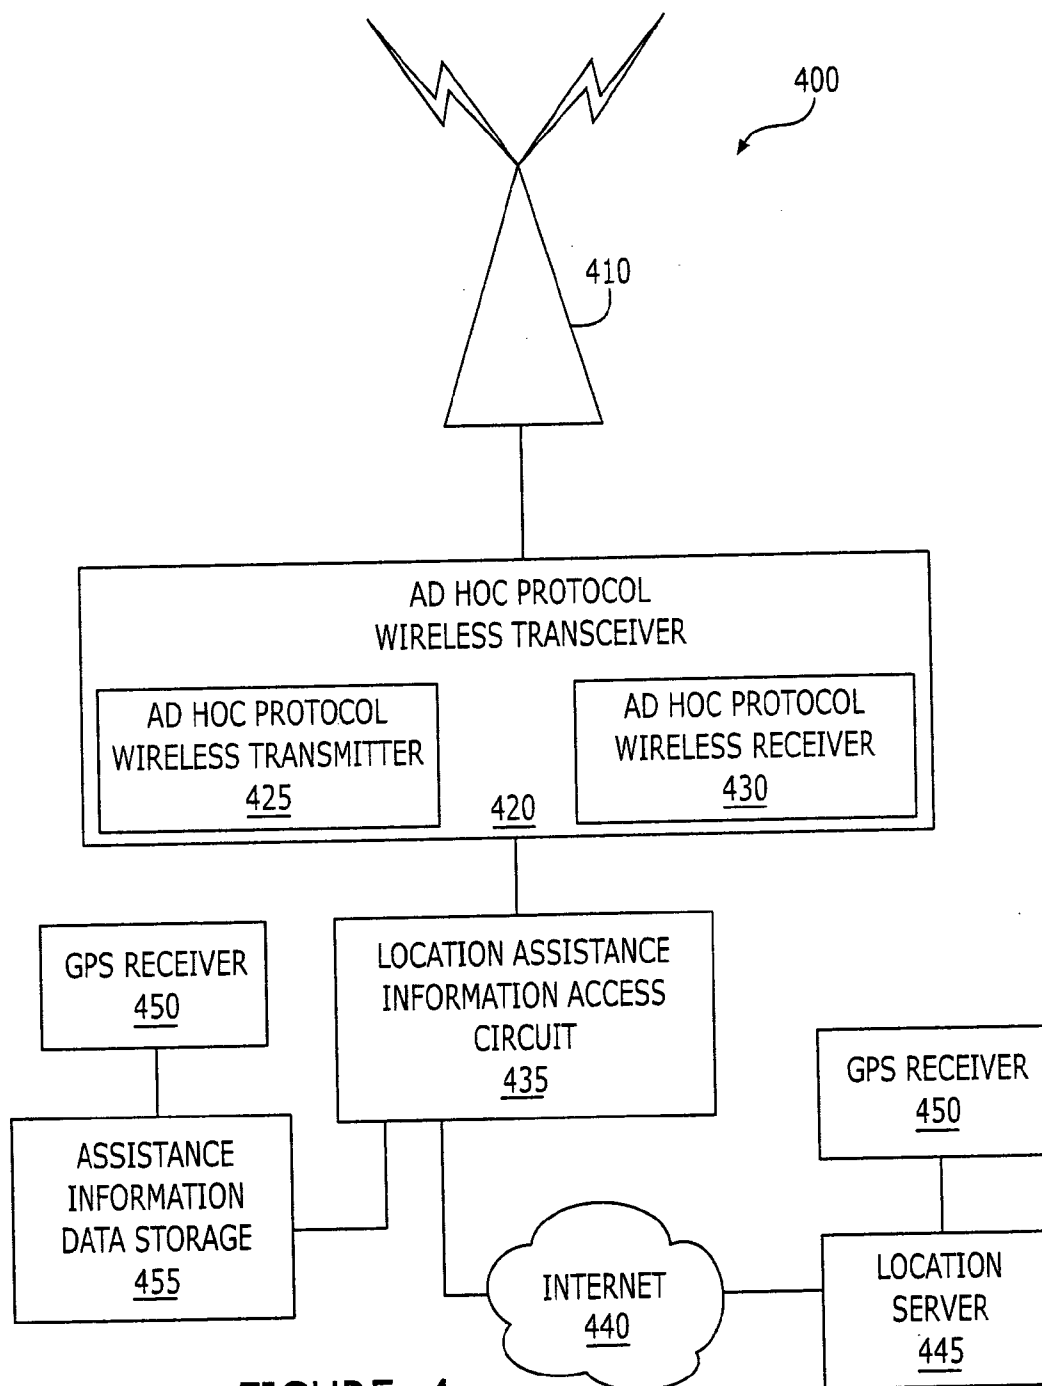 400
410
AD HOC PROTOCOL
WIRELESS TRANSCEIVER
AD HOC PROTOCOL
WIRELESS TRANSMITTER
425
420
AD HOC PROTOCOL
WIRELESS RECEIVER
430
GPS RECEIVER
450
LOCATION ASSISTANCE
INFORMATION ACCESS
CIRCUIT
435
GPS RECEIVER
450
ASSISTANCE
INFORMATION
DATA STORAGE
455
INTERNET
440
LOCATION
SERVER
445
FIGURE 4